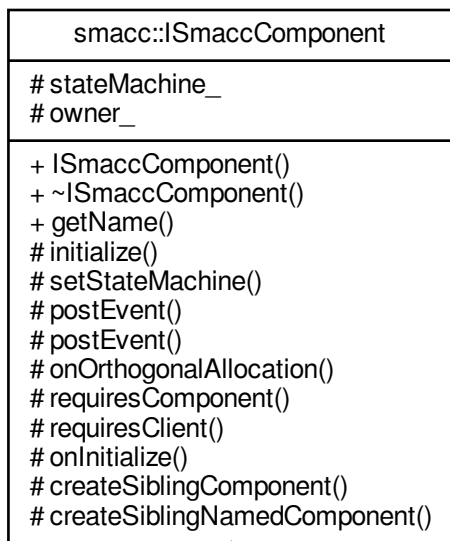 smacc::ISmaccComponent
# stateMachine_
# owner_
+ ISmaccComponent()
+ ~ISmaccComponent()
+ getName()
# initialize()
# setStateMachine()
# postEvent()
# postEvent()
# onOrthogonalAllocation()
# requiresComponent()
# requiresClient()
# onInitialize()
# createSiblingComponent()
# createSiblingNamedComponent()